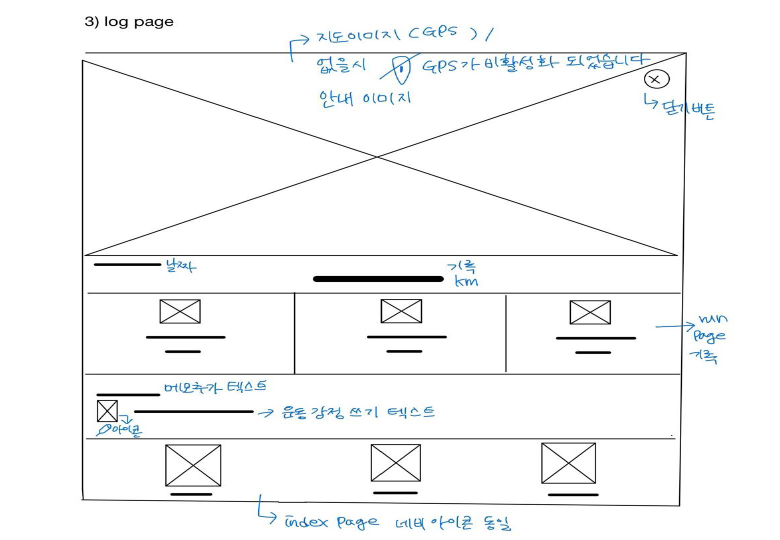 3) log page
지도이미지 (GPS) /
없을시 GPS가 비활성화 되었습니다
안내 이미지
닫기버튼
날짜
기록
km
run
page
기록
메모추가 텍스트
아이콘
운동 감정 쓰기 텍스트
index page 네비 아이콘 동일